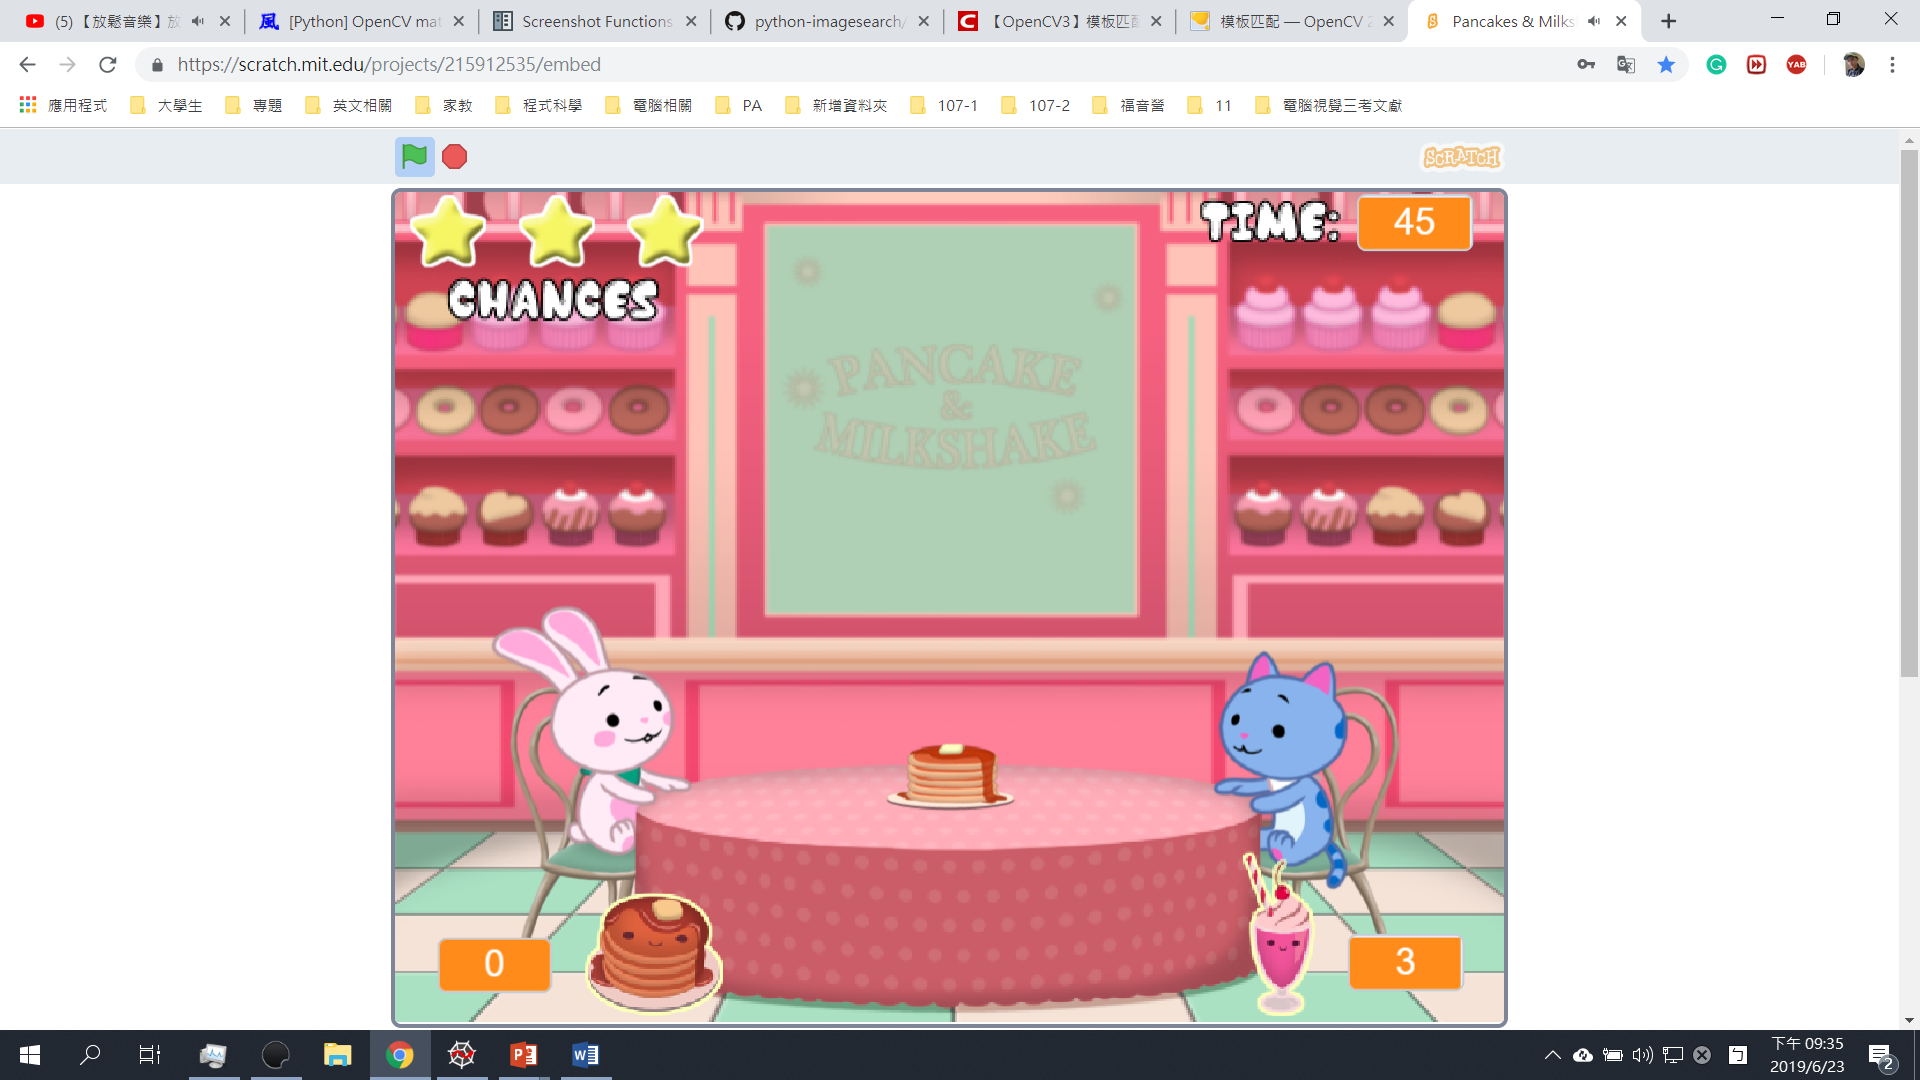 (5)【放鬆音樂】放
[Python] OpenCV mat
Screenshot Functions
python-imagesearch/
【OpenCV3】模板匹配
模板匹配 — OpenCV 2
Pancakes & Milks
https://scratch.mit.edu/projects/215912535/embed
應用程式
大學生
專題
英文相關
家教
程式科學
電腦相關
PA
新增資料夾
107-1
107-2
福音營
11
電腦視覺三考文獻
SCRATCH
TIME:
45
CHANCES
PANCAKE
&
MILKSHAKE
0
3
下午 09:35
2019/6/23
2